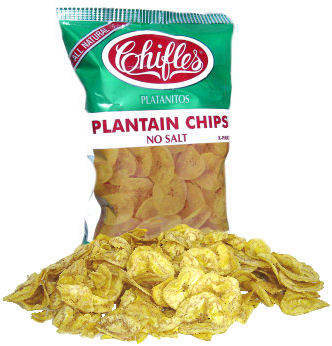 ALL NATURAL
Chifles
PLATANITOS
PLANTAIN CHIPS
NO SALT